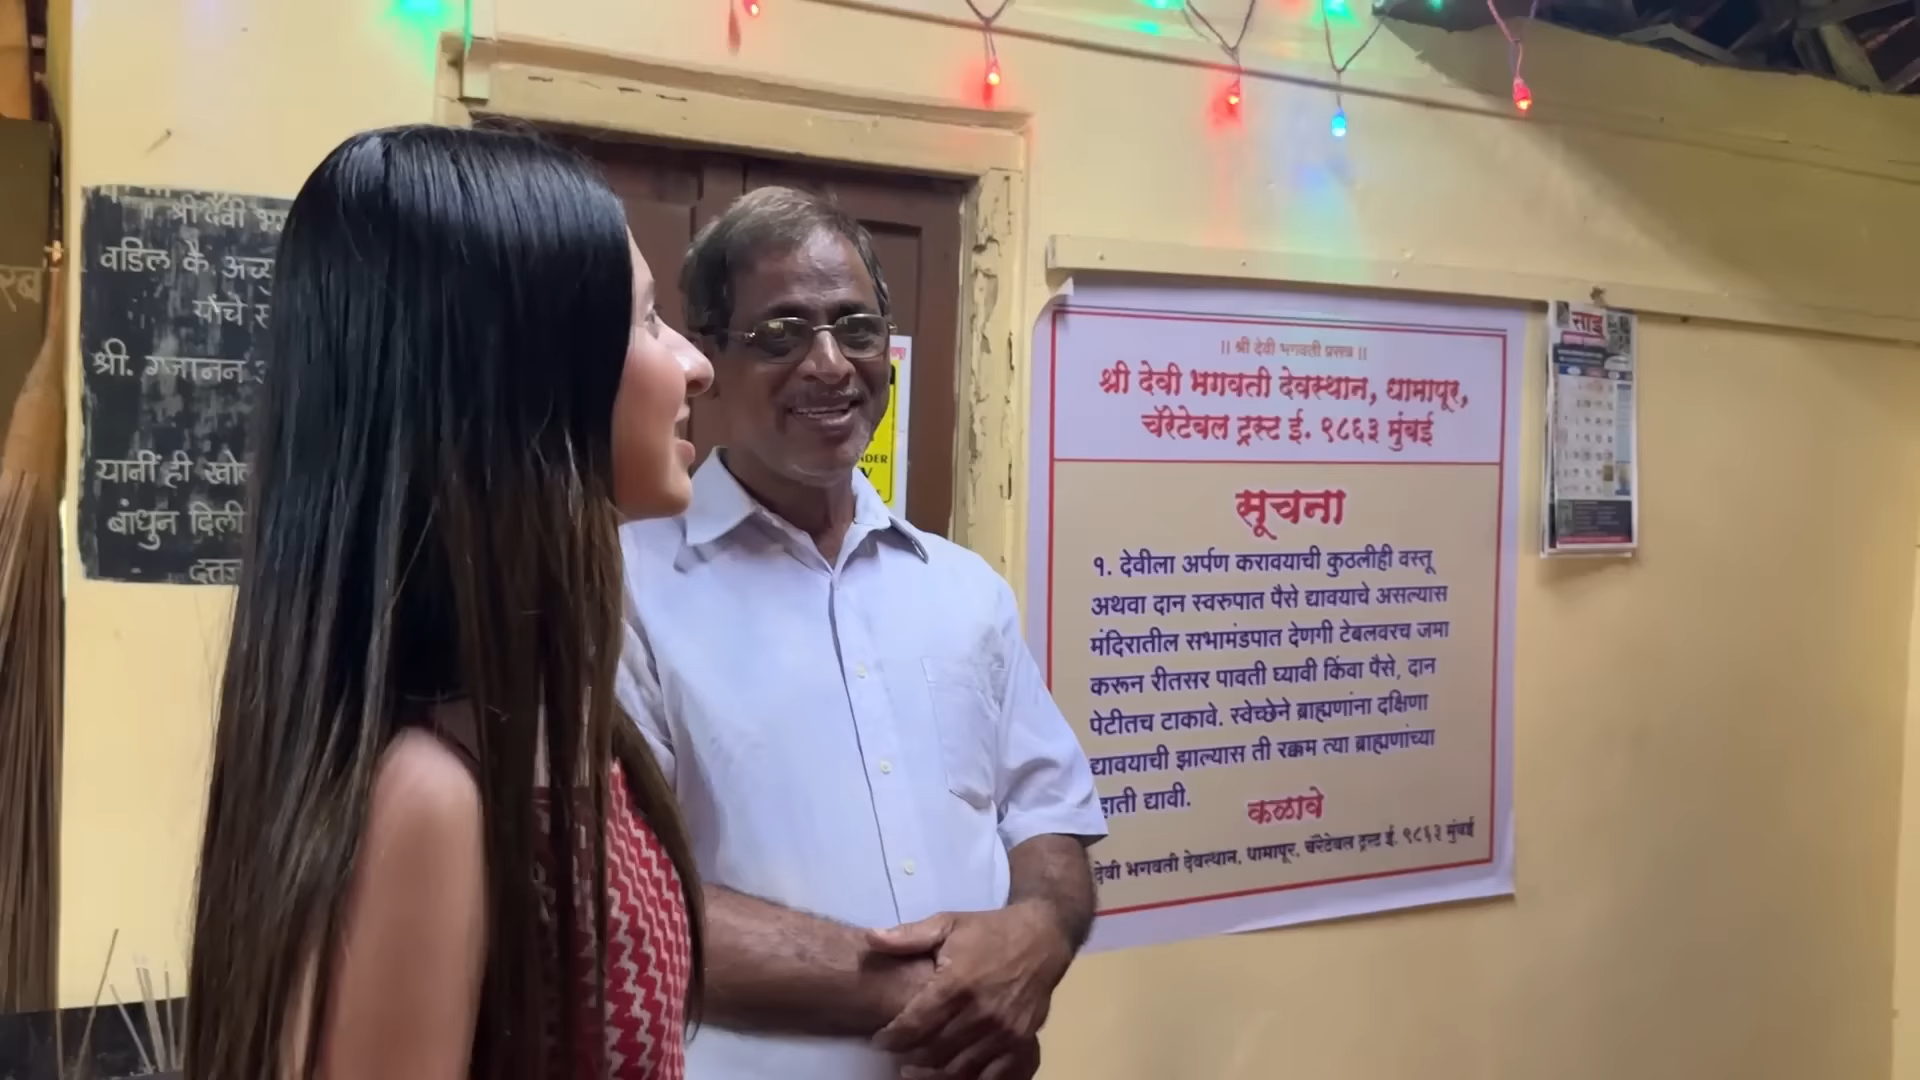 श्री देवी
वडिल कै. अच्यु
यांचे
श्री. गजानन
यानीं ही खोल
बांधुन दिली
॥ श्री देवी भगवती प्रसन्न ॥
श्री देवी भगवती देवस्थान, धामापूर,
चॅरिटेबल ट्रस्ट ई. ९८६३ मुंबई
सूचना
१. देवीला अर्पण करावयाची कुठलीही वस्तू
अथवा दान स्वरुपात पैसे द्यावयाचे असल्यास
मंदिरातील सभामंडपात देणगी टेबलवरच जमा
करून रीतसर पावती घ्यावी किंवा पैसे, दान
पेटीतच टाकावे. स्वेच्छेने ब्राह्मणांना दक्षिणा
द्यावयाची झाल्यास ती रक्कम त्या ब्राह्मणांच्या
हाती द्यावी.
कळावे
देवी भगवती देवस्थान, धामापूर, चॅरिटेबल ट्रस्ट ई. ९८६३ मुंबई
साई